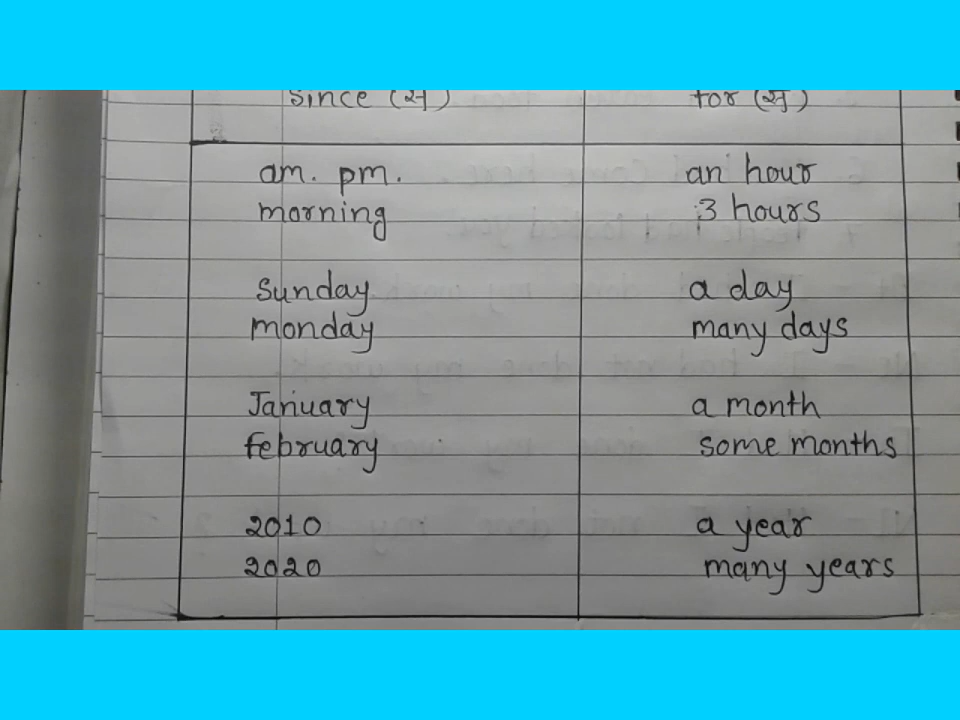 since (से) for (से)
am. pm. an hour
morning 3 hours
Sunday a day
monday many days
January a month
february some months
2010 a year
2020 many years